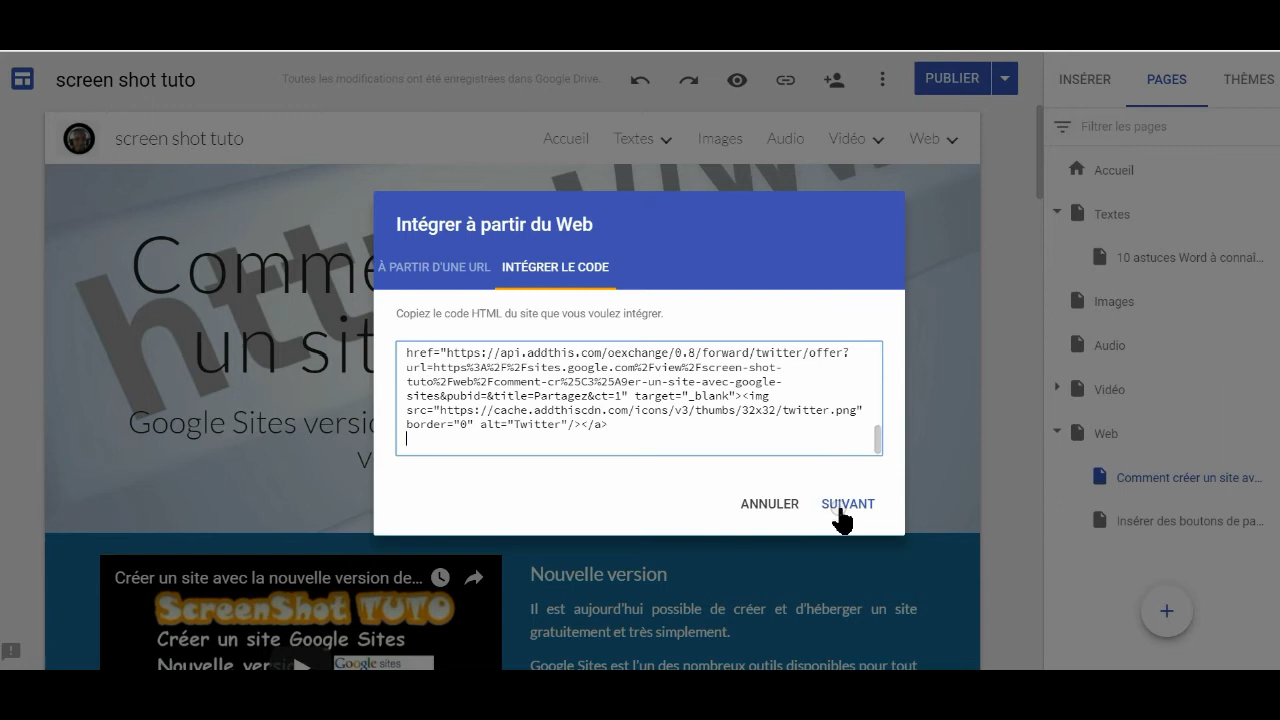 screen shot tuto
Toutes les modifications ont été enregistrées dans Google Drive.
PUBLIER
INSÉRER
PAGES
THÈMES
screen shot tuto
Accueil
Textes
Images
Audio
Vidéo
Web
Filtrer les pages
Accueil
Textes
10 astuces Word à connaî...
Images
Audio
Vidéo
Web
Comment créer un site av...
Insérer des boutons de pa...
http
Comme
un sit
Google Sites versi
Intégrer à partir du Web
À PARTIR D'UNE URL
INTÉGRER LE CODE
Copiez le code HTML du site que vous voulez intégrer.
href="https://api.addthis.com/oexchange/0.8/forward/twitter/offer?
url=https%3A%2F%2Fsites.google.com%2Fview%2Fscreen-shot-
tuto%2Fweb%2Fcomment-cr%25C3%25A9er-un-site-avec-google-
sites&pubid=&title=Partagez&ct=1" target="_blank"><img
src="https://cache.addthiscdn.com/icons/v3/thumbs/32x32/twitter.png"
border="0" alt="Twitter"/></a>
ANNULER
SUIVANT
Créer un site avec la nouvelle version de...
ScreenShot TUTO
Créer un site Google Sites
Nouvelle versi
Google sites
Nouvelle version
Il est aujourd'hui possible de créer et d'héberger un site
gratuitement et très simplement.
Google Sites est l'un des nombreux outils disponibles pour tout